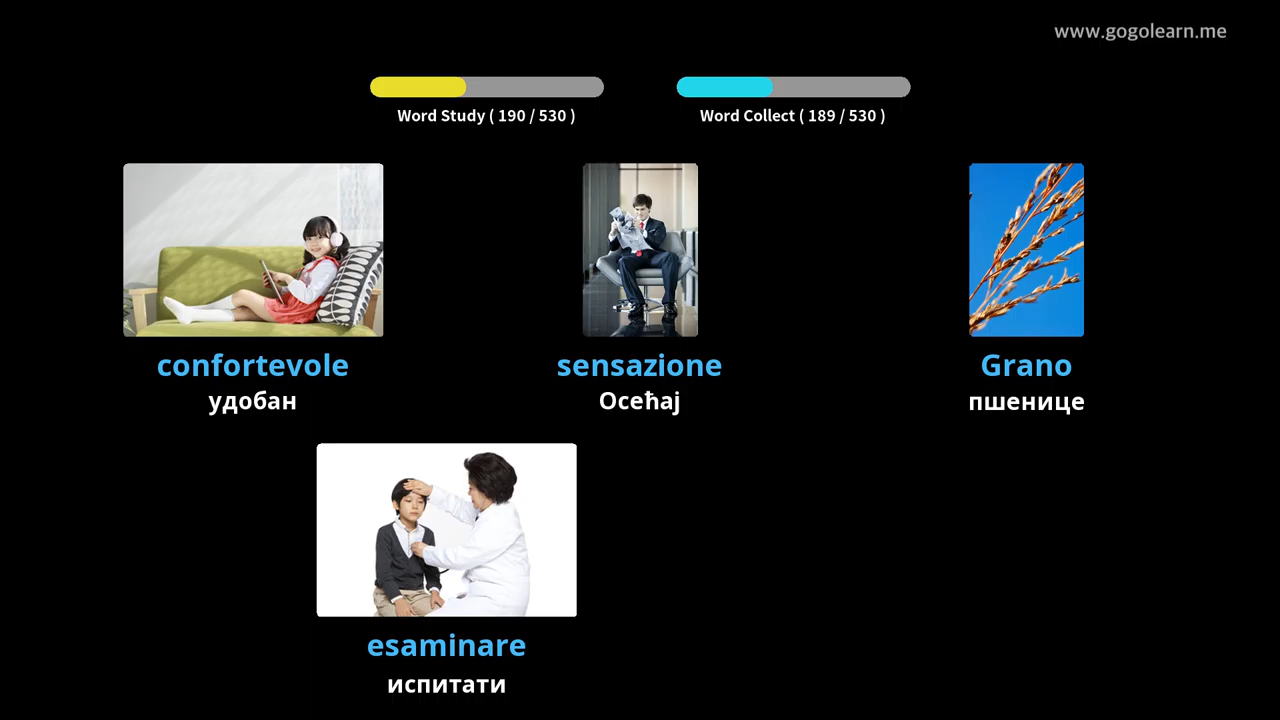 www.gogolearn.me
Word Study ( 190 / 530 )
Word Collect ( 189 / 530 )
confortevole
удобан
sensazione
Осећај
Grano
пшенице
esaminare
испитати